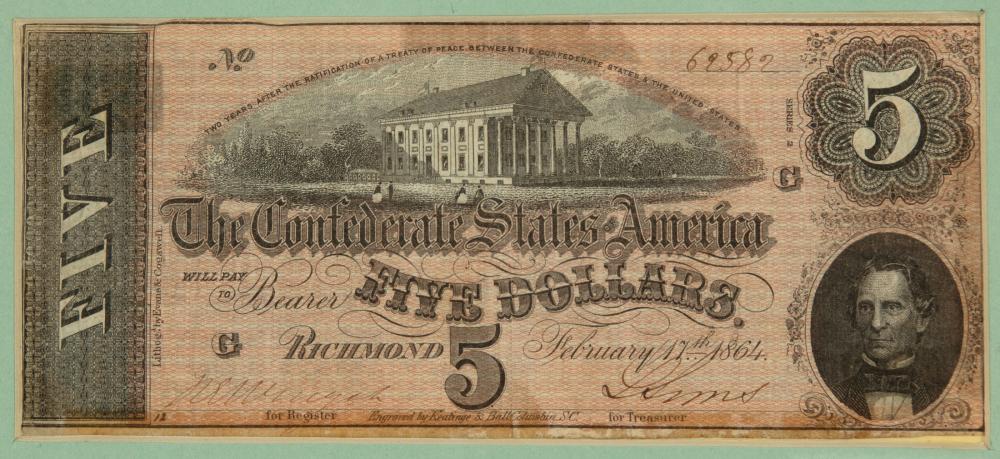 No 69582
TWO YEARS AFTER THE RATIFICATION OF A TREATY OF PEACE BETWEEN THE CONFEDERATE STATES & THE UNITED STATES
5
SERIES 2
G
FIVE
The Confederate States of America
WILL PAY
TO Bearer FIVE DOLLARS.
Lithog'd by Evans & Cogswell
G RICHMOND 5 February 17th 1864.
12 for Register Engraved by Keatinge & Ball Columbia, S.C. for Treasurer